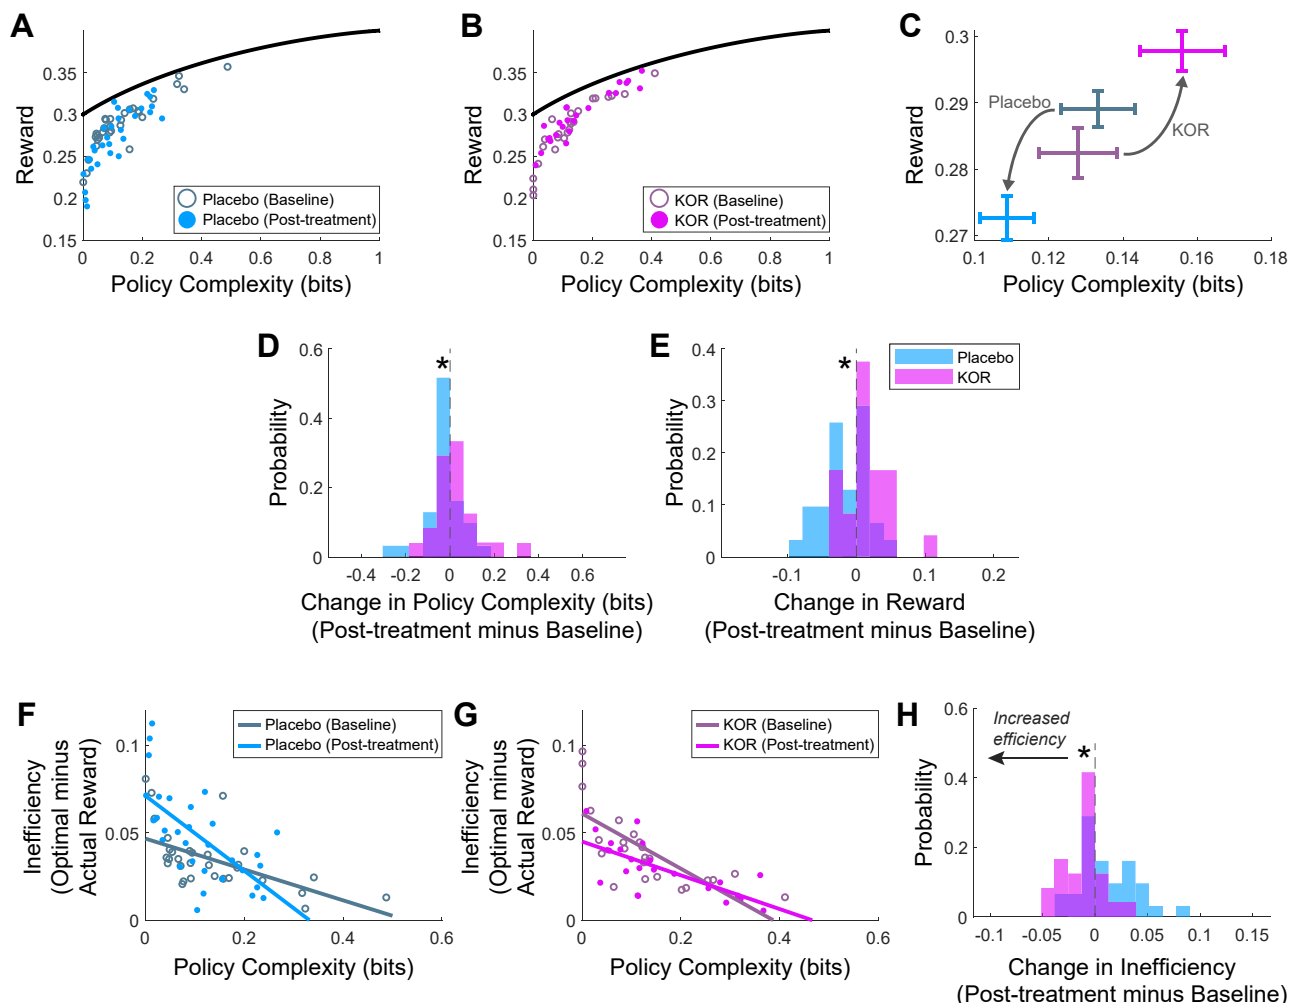 A
Reward
0.35
0.3
0.25
0.2
0.15
0
0.2
0.4
0.6
0.8
1
Policy Complexity (bits)
Placebo (Baseline)
Placebo (Post-treatment)
B
Reward
0.35
0.3
0.25
0.2
0.15
0
0.2
0.4
0.6
0.8
1
Policy Complexity (bits)
KOR (Baseline)
KOR (Post-treatment)
C
Reward
0.3
0.29
0.28
0.27
0.1
0.12
0.14
0.16
0.18
Policy Complexity (bits)
Placebo
KOR
D
Probability
0.6
0.4
0.2
0
-0.4
-0.2
0
0.2
0.4
0.6
*
Change in Policy Complexity (bits)
(Post-treatment minus Baseline)
E
Probability
0.4
0.3
0.2
0.1
0
-0.1
0
0.1
0.2
*
Placebo
KOR
Change in Reward
(Post-treatment minus Baseline)
F
Inefficiency
(Optimal minus
Actual Reward)
0.1
0.05
0
0
0.2
0.4
0.6
Policy Complexity (bits)
Placebo (Baseline)
Placebo (Post-treatment)
G
Inefficiency
(Optimal minus
Actual Reward)
0.1
0.05
0
0
0.2
0.4
0.6
Policy Complexity (bits)
KOR (Baseline)
KOR (Post-treatment)
H
Probability
0.6
0.4
0.2
0
-0.1
-0.05
0
0.05
0.1
0.15
Increased
efficiency
*
Change in Inefficiency
(Post-treatment minus Baseline)